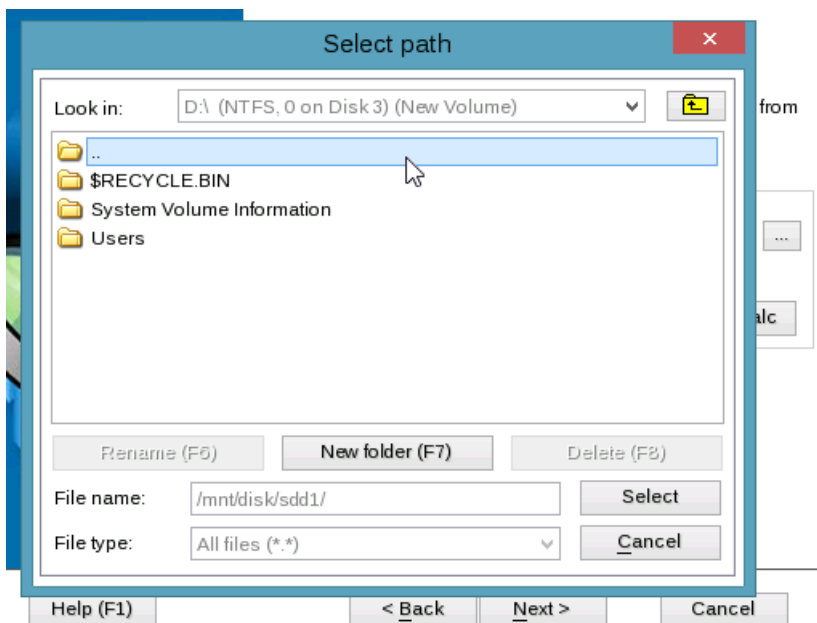 Select path
Look in:
D:\ (NTFS, 0 on Disk 3) (New Volume)
from
..
$RECYCLE.BIN
System Volume Information
Users
...
alc
Rename (F6)
New folder (F7)
Delete (F8)
File name:
/mnt/disk/sdd1/
Select
File type:
All files (*.*)
Cancel
Help (F1)
< Back
Next >
Cancel